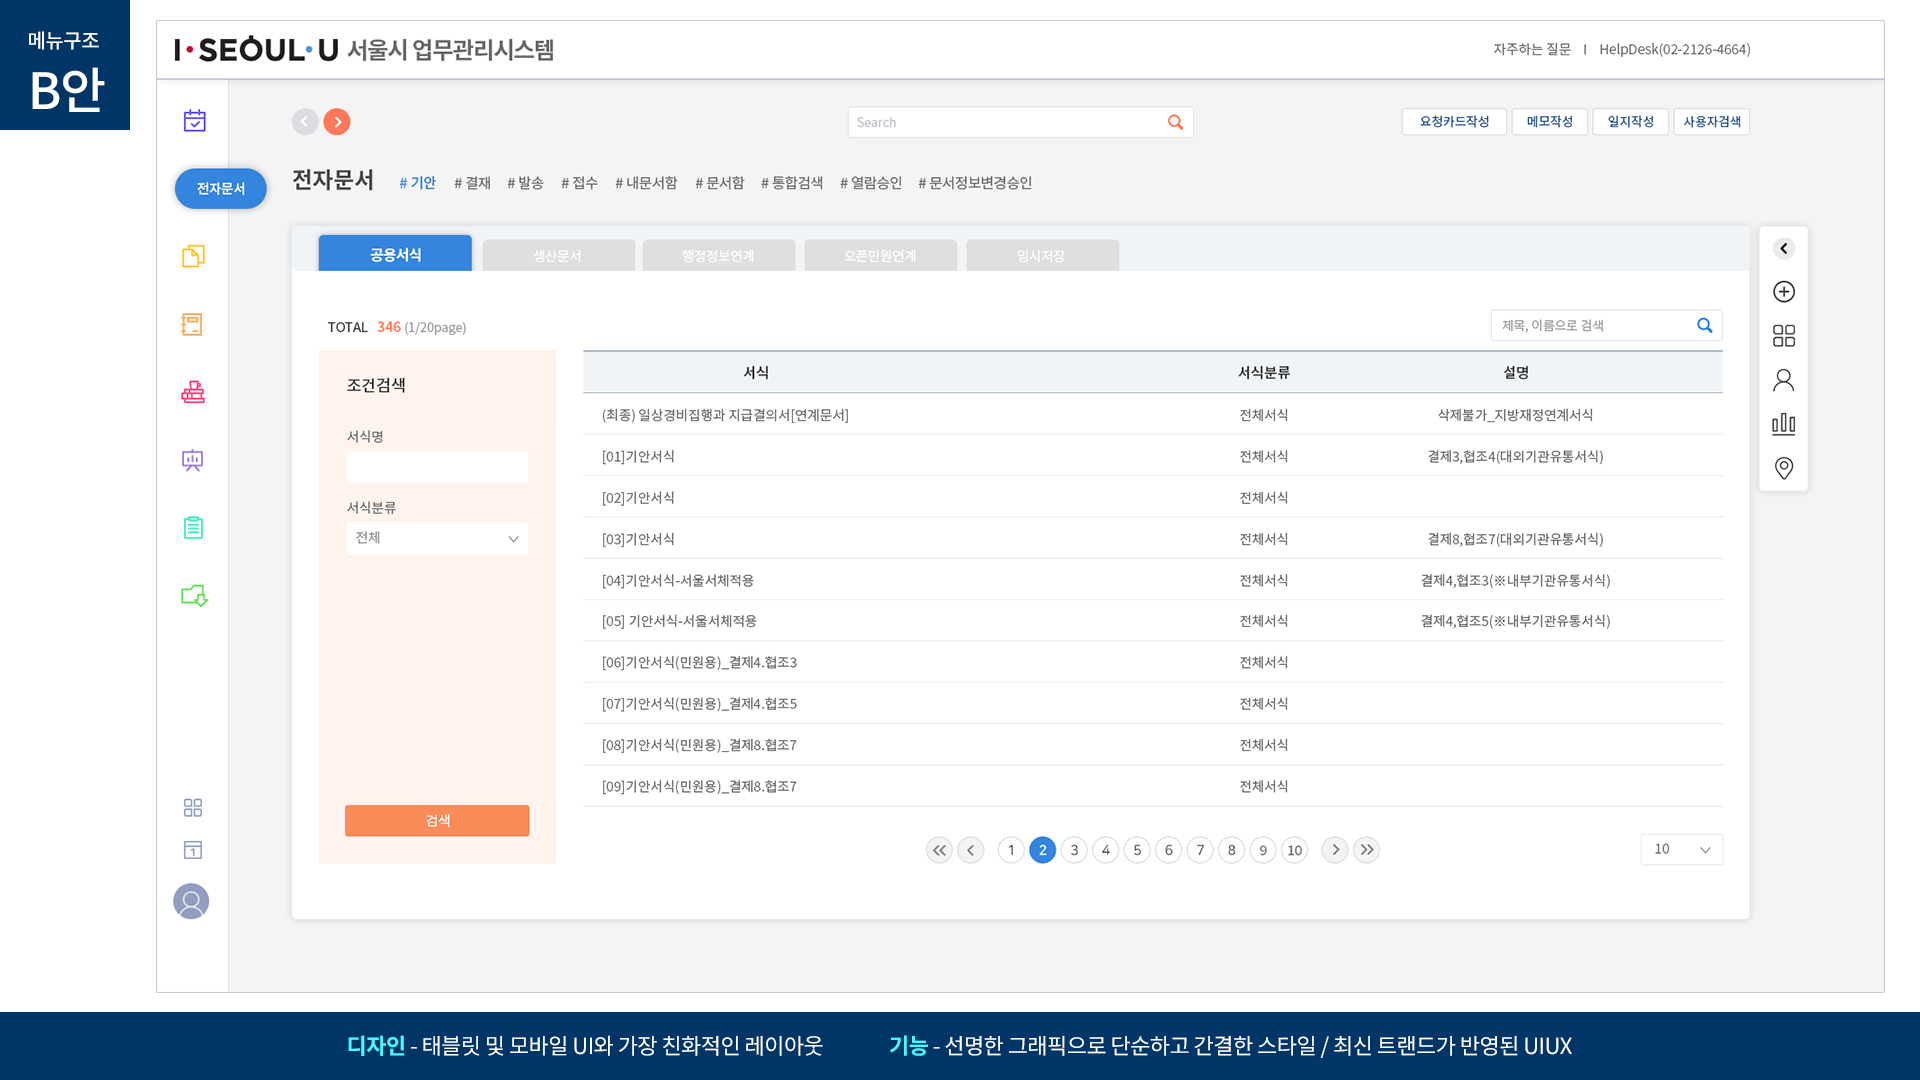 메뉴구조
B안
I·SEOUL·U 서울시 업무관리시스템
자주하는 질문 I HelpDesk(02-2126-4664)
Search
요청카드작성 메모작성 일지작성 사용자검색
전자문서
전자문서 # 기안 # 결재 # 발송 # 접수 # 내문서함 # 문서함 # 통합검색 # 열람승인 # 문서정보변경승인
공용서식 생산문서 행정정보연계 오픈민원연계 임시저장
TOTAL 346 (1/20page)
제목, 이름으로 검색
조건검색
서식명
서식분류
전체
검색
서식 서식분류 설명
(최종) 일상경비집행과 지급결의서[연계문서] 전체서식 삭제불가_지방재정연계서식
[01]기안서식 전체서식 결제3,협조4(대외기관유통서식)
[02]기안서식 전체서식
[03]기안서식 전체서식 결제8,협조7(대외기관유통서식)
[04]기안서식-서울서체적용 전체서식 결제4,협조3(※내부기관유통서식)
[05] 기안서식-서울서체적용 전체서식 결제4,협조5(※내부기관유통서식)
[06]기안서식(민원용)_결제4.협조3 전체서식
[07]기안서식(민원용)_결제4.협조5 전체서식
[08]기안서식(민원용)_결제8.협조7 전체서식
[09]기안서식(민원용)_결제8.협조7 전체서식
1 2 3 4 5 6 7 8 9 10
10
1
디자인 - 태블릿 및 모바일 UI와 가장 친화적인 레이아웃 기능 - 선명한 그래픽으로 단순하고 간결한 스타일 / 최신 트랜드가 반영된 UIUX